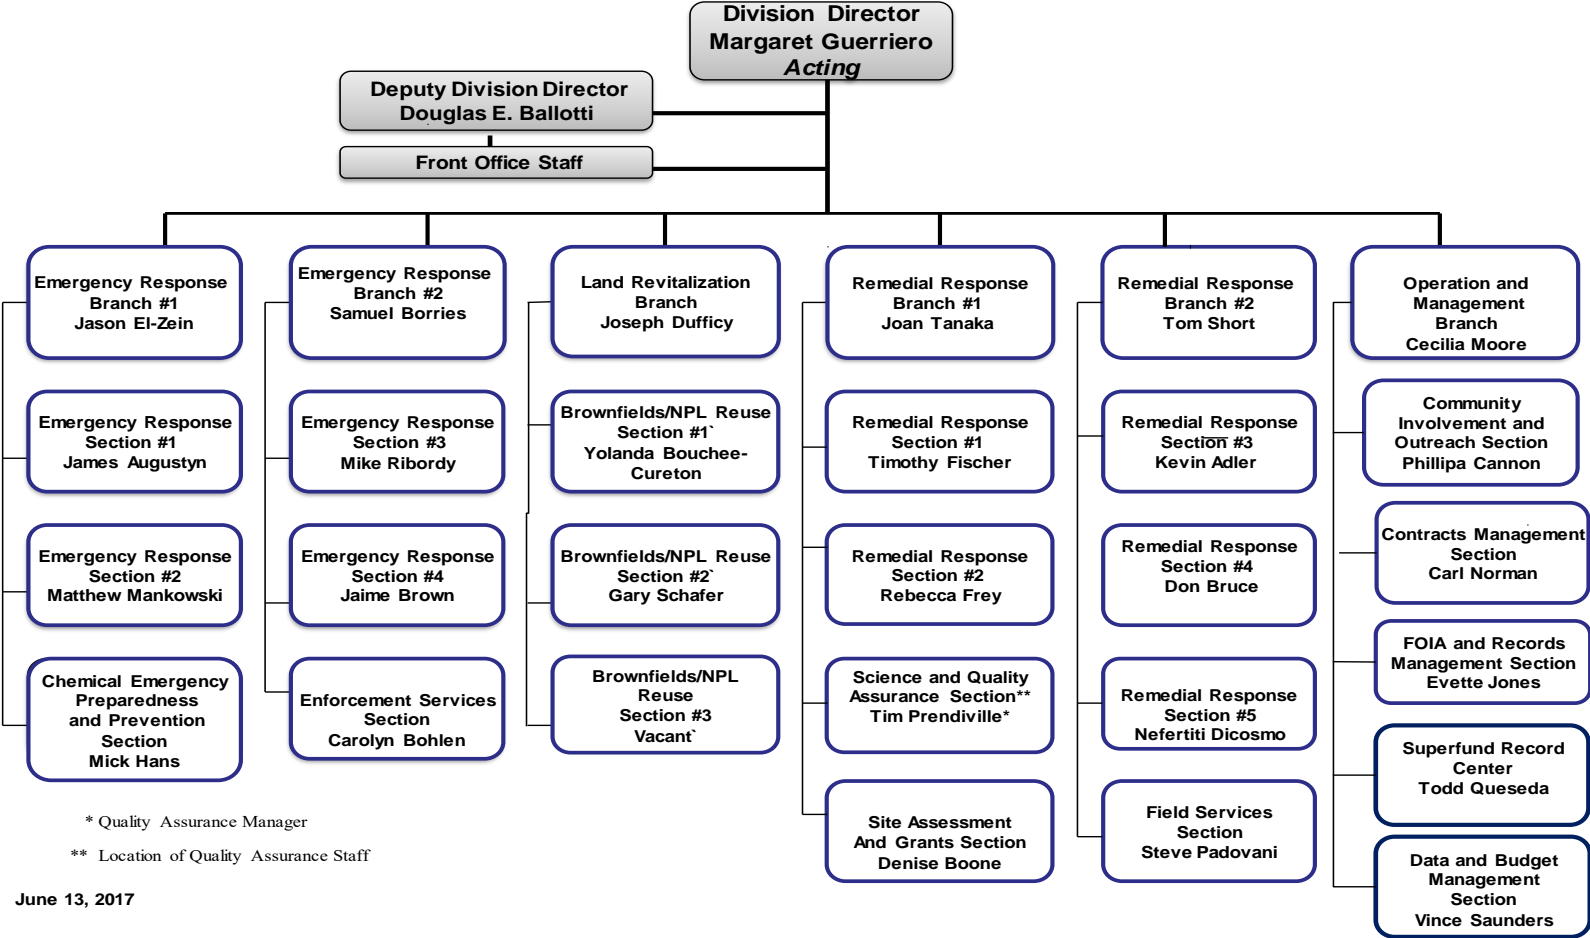 Division Director
Margaret Guerriero
Acting
Deputy Division Director
Douglas E. Ballotti
Front Office Staff
Emergency Response
Branch #1
Jason El-Zein
Emergency Response
Section #1
James Augustyn
Emergency Response
Section #2
Matthew Mankowski
Chemical Emergency
Preparedness
and Prevention
Section
Mick Hans
Emergency Response
Branch #2
Samuel Borries
Emergency Response
Section #3
Mike Ribordy
Emergency Response
Section #4
Jaime Brown
Enforcement Services
Section
Carolyn Bohlen
Land Revitalization
Branch
Joseph Dufficy
Brownfields/NPL Reuse
Section #1`
Yolanda Bouchee-
Cureton
Brownfields/NPL Reuse
Section #2`
Gary Schafer
Brownfields/NPL
Reuse
Section #3
Vacant`
Remedial Response
Branch #1
Joan Tanaka
Remedial Response
Section #1
Timothy Fischer
Remedial Response
Section #2
Rebecca Frey
Science and Quality
Assurance Section**
Tim Prendiville*
Site Assessment
And Grants Section
Denise Boone
Remedial Response
Branch #2
Tom Short
Remedial Response
Section #3
Kevin Adler
Remedial Response
Section #4
Don Bruce
Remedial Response
Section #5
Nefertiti Dicosmo
Field Services
Section
Steve Padovani
Operation and
Management
Branch
Cecilia Moore
Community
Involvement and
Outreach Section
Phillipa Cannon
Contracts Management
Section
Carl Norman
FOIA and Records
Management Section
Evette Jones
Superfund Record
Center
Todd Queseda
Data and Budget
Management
Section
Vince Saunders
* Quality Assurance Manager
** Location of Quality Assurance Staff
June 13, 2017